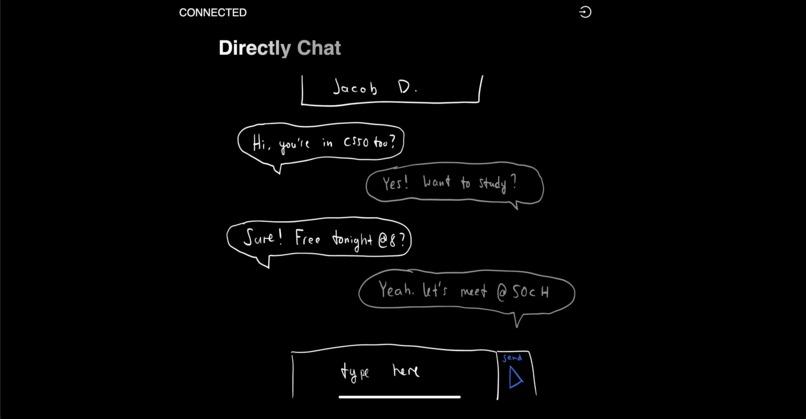 CONNECTED
Directly Chat
Jacob D.
Hi, you're in CS50 too?
Yes! Want to study?
Sure! Free tonight @8?
Yeah. Let's meet @ SOCH
type here
send